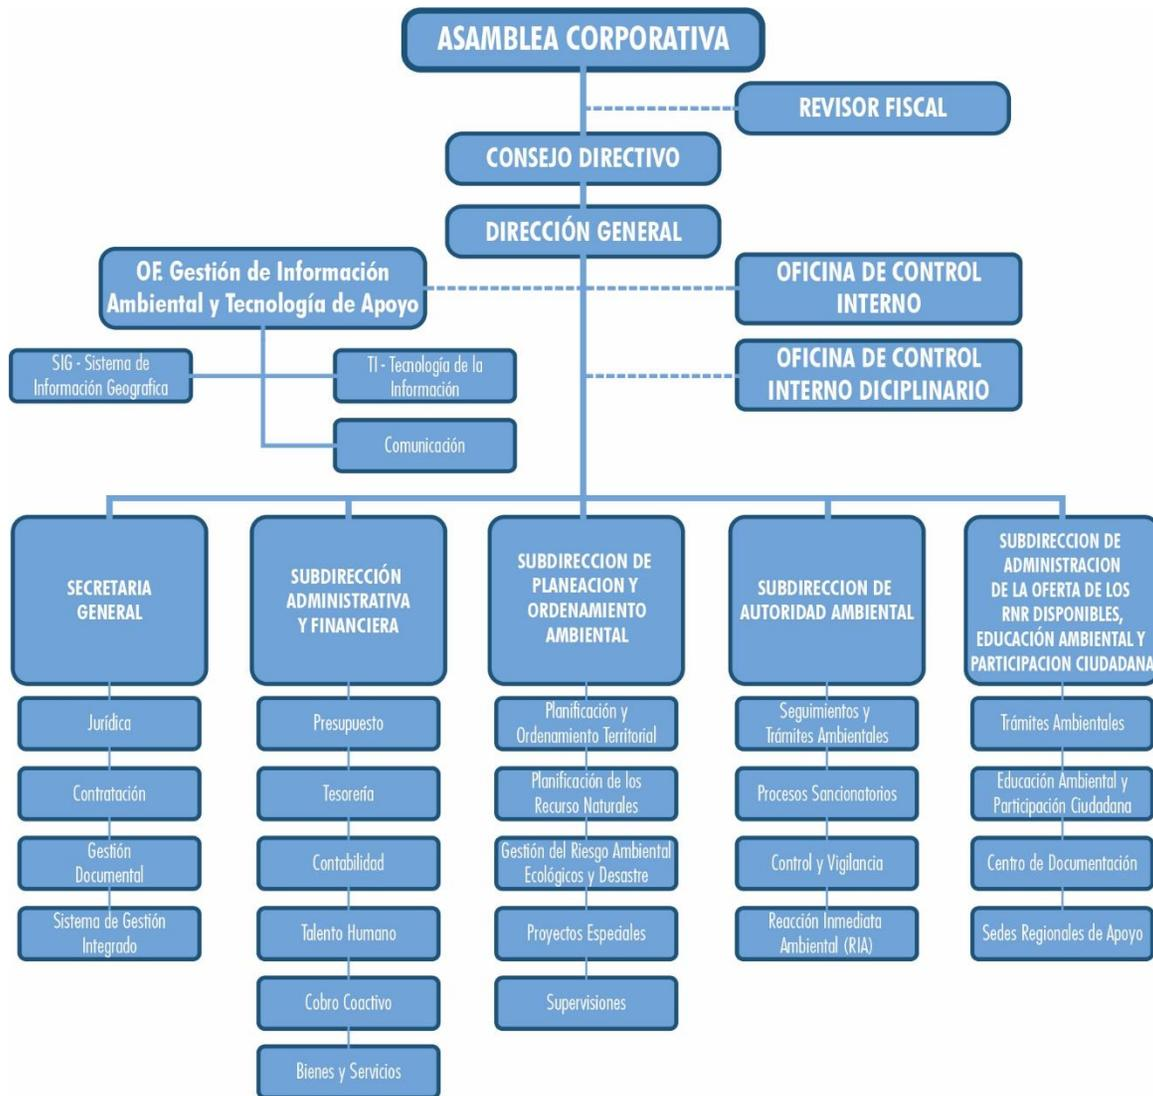 ASAMBLEA CORPORATIVA
REVISOR FISCAL
CONSEJO DIRECTIVO
DIRECCIÓN GENERAL
OF. Gestión de Información
Ambiental y Tecnología de Apoyo
OFICINA DE CONTROL
INTERNO
SIG - Sistema de
Información Geografica
TI - Tecnología de la
Información
OFICINA DE CONTROL
INTERNO DICIPLINARIO
Comunicación
SECRETARIA
GENERAL
Jurídica
Contratación
Gestión
Documental
Sistema de Gestión
Integrado
SUBDIRECCIÓN
ADMINISTRATIVA
Y FINANCIERA
Presupuesto
Tesorería
Contabilidad
Talento Humano
Cobro Coactivo
Bienes y Servicios
SUBDIRECCION DE
PLANEACION Y
ORDENAMIENTO
AMBIENTAL
Planificación y
Ordenamiento Territorial
Planificación de los
Recurso Naturales
Gestión del Riesgo Ambiental
Ecológicos y Desastre
Proyectos Especiales
Supervisiones
SUBDIRECCION DE
AUTORIDAD AMBIENTAL
Seguimientos y
Trámites Ambientales
Procesos Sancionatorios
Control y Vigilancia
Reacción Inmediata
Ambiental (RIA)
SUBDIRECCION DE
ADMINISTRACION
DE LA OFERTA DE LOS
RNR DISPONIBLES,
EDUCACIÓN AMBIENTAL Y
PARTICIPACION CIUDADANA
Trámites Ambientales
Educación Ambiental y
Participación Ciudadana
Centro de Documentación
Sedes Regionales de Apoyo